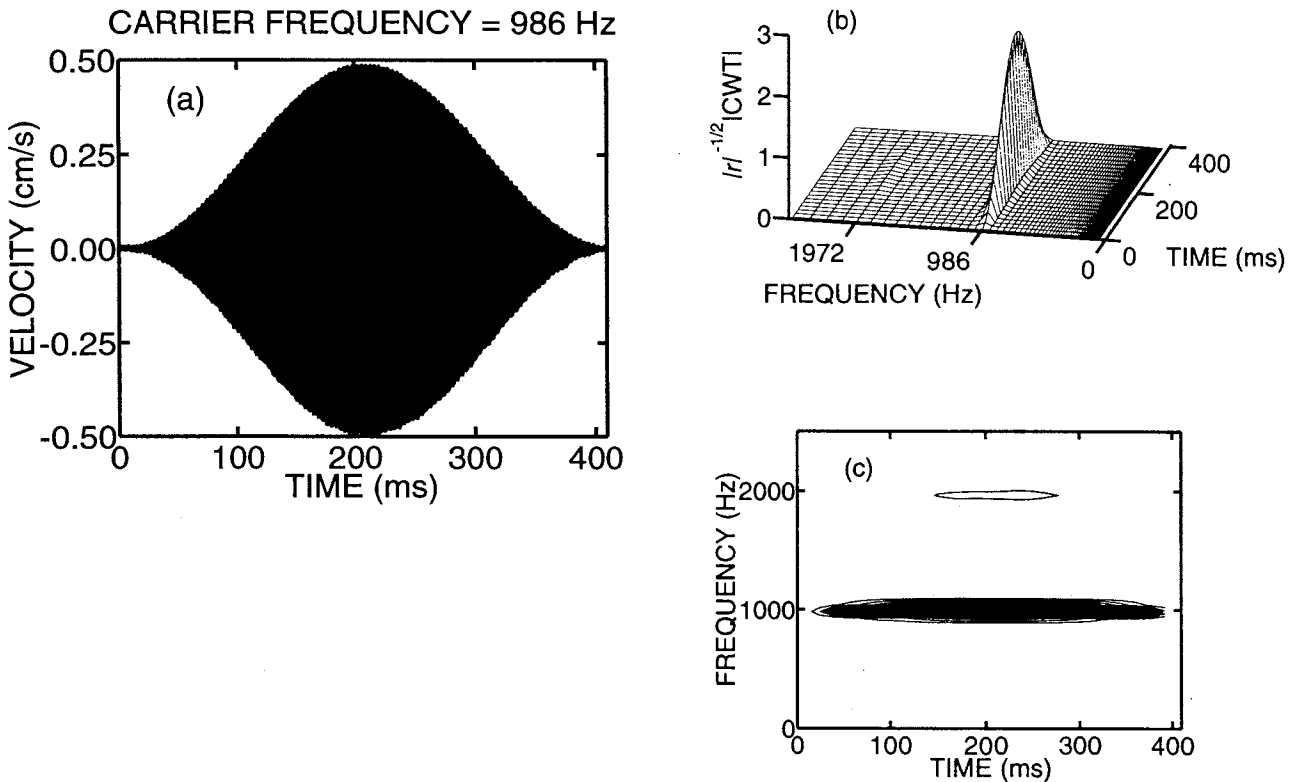 CARRIER FREQUENCY = 986 Hz
(a)
VELOCITY (cm/s)
0.50
0.25
0.00
-0.25
-0.50
0 100 200 300 400
TIME (ms)
(b)
/r/^-1/2 |CWT|
3
2
1
0
1972 986 0
FREQUENCY (Hz)
0 200 400
TIME (ms)
(c)
FREQUENCY (Hz)
2000
1000
0
0 100 200 300 400
TIME (ms)